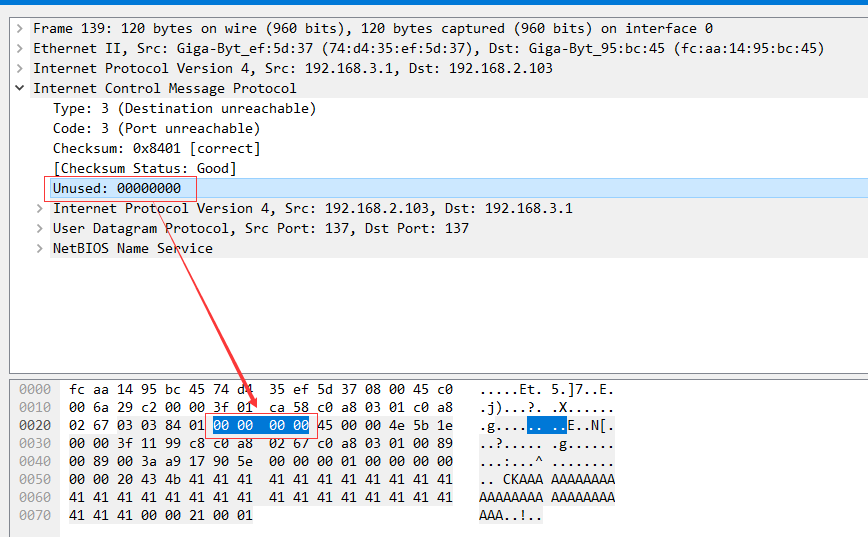 Frame 139: 120 bytes on wire (960 bits), 120 bytes captured (960 bits) on interface 0
Ethernet II, Src: Giga-Byt_ef:5d:37 (74:d4:35:ef:5d:37), Dst: Giga-Byt_95:bc:45 (fc:aa:14:95:bc:45)
Internet Protocol Version 4, Src: 192.168.3.1, Dst: 192.168.2.103
Internet Control Message Protocol
Type: 3 (Destination unreachable)
Code: 3 (Port unreachable)
Checksum: 0x8401 [correct]
[Checksum Status: Good]
Unused: 00000000
Internet Protocol Version 4, Src: 192.168.2.103, Dst: 192.168.3.1
User Datagram Protocol, Src Port: 137, Dst Port: 137
NetBIOS Name Service
0000 fc aa 14 95 bc 45 74 d4 35 ef 5d 37 08 00 45 c0 .....Et. 5.]7..E.
0010 00 6a 29 c2 00 00 3f 01 ca 58 c0 a8 03 01 c0 a8 .j)...?. .X......
0020 02 67 03 03 84 01 00 00 00 00 45 00 00 4e 5b 1e .g...... ..E..N[.
0030 00 00 3f 11 99 c8 c0 a8 02 67 c0 a8 03 01 00 89 ..?..... .g......
0040 00 89 00 3a a9 17 90 5e 00 00 00 01 00 00 00 00 ...:...^ ........
0050 00 00 20 43 4b 41 41 41 41 41 41 41 41 41 41 41 .. CKAAA AAAAAAAA
0060 41 41 41 41 41 41 41 41 41 41 41 41 41 41 41 41 AAAAAAAA AAAAAAAA
0070 41 41 41 00 00 21 00 01 AAA..!..